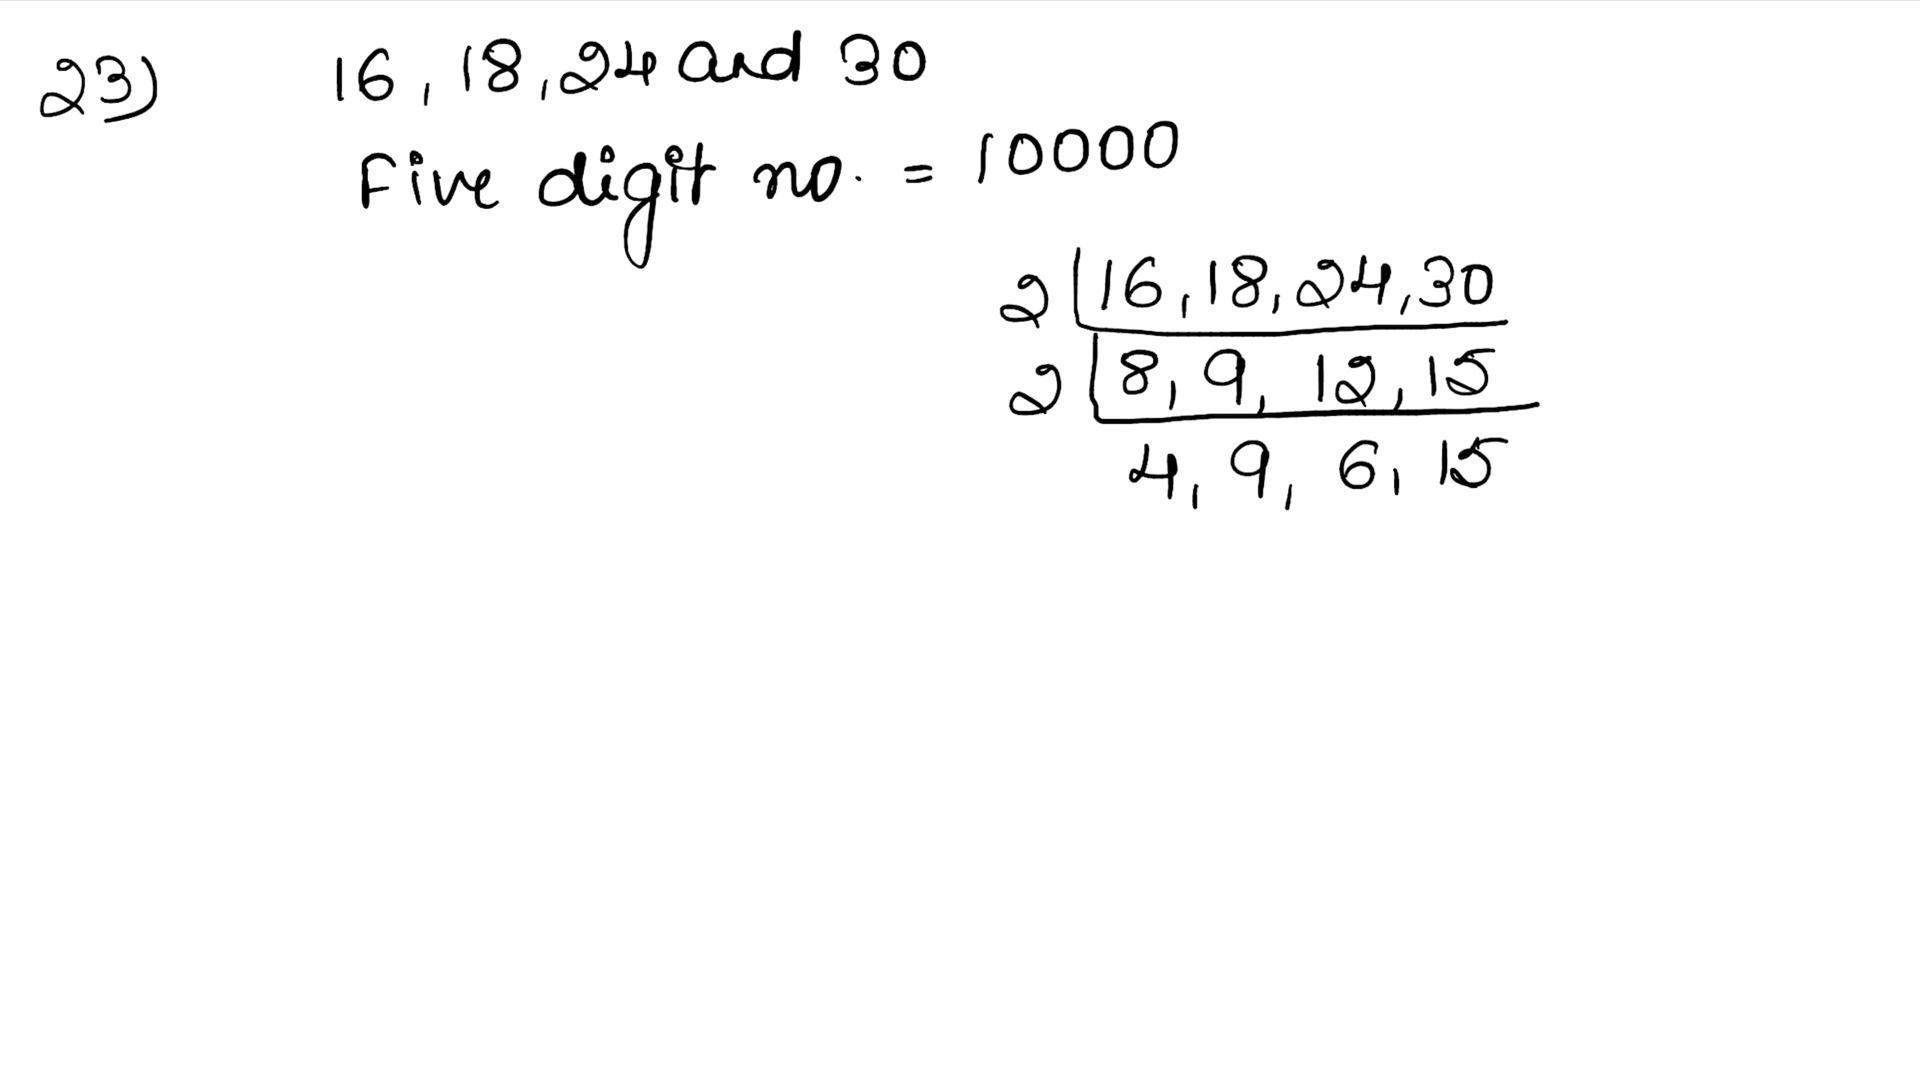 23) 16, 18, 24 and 30
Five digit no. = 10000
2 | 16, 18, 24, 30
2 | 8, 9, 12, 15
4, 9, 6, 15